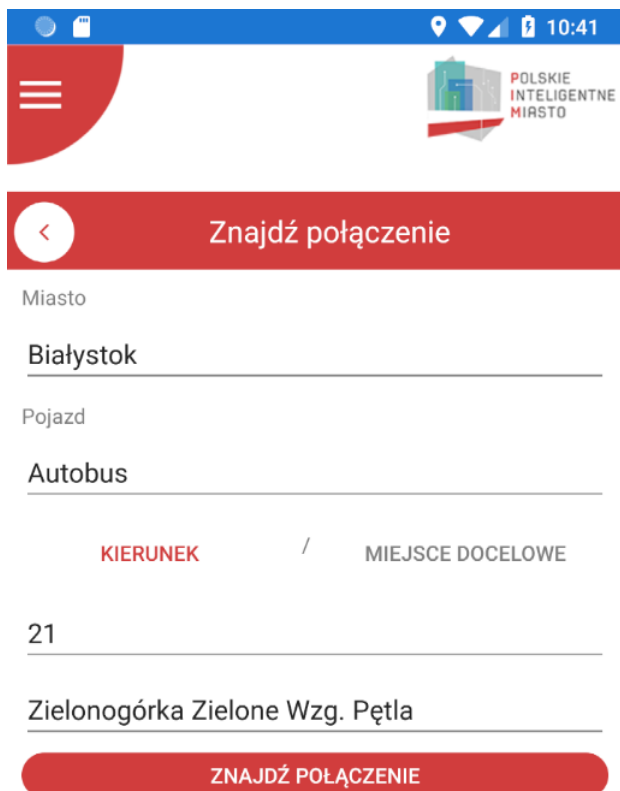 10:41
POLSKIE
INTELIGENTNE
MIASTO
Znajdź połączenie
Miasto
Białystok
Pojazd
Autobus
KIERUNEK / MIEJSCE DOCELOWE
21
Zielonogórka Zielone Wzg. Pętla
ZNAJDŹ POŁĄCZENIE